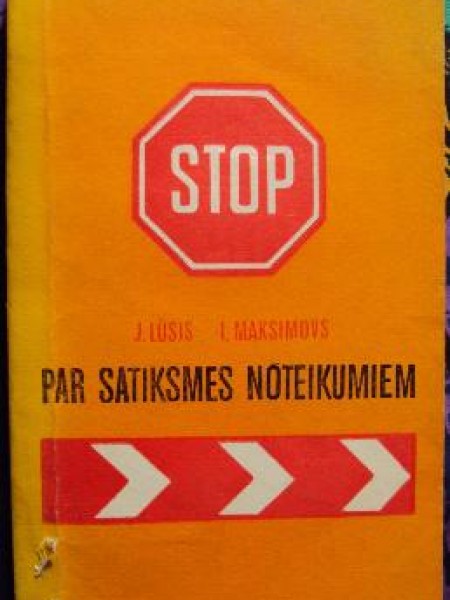 STOP
J. LŪSIS I. MAKSIMOVS
PAR SATIKSMES NOTEIKUMIEM